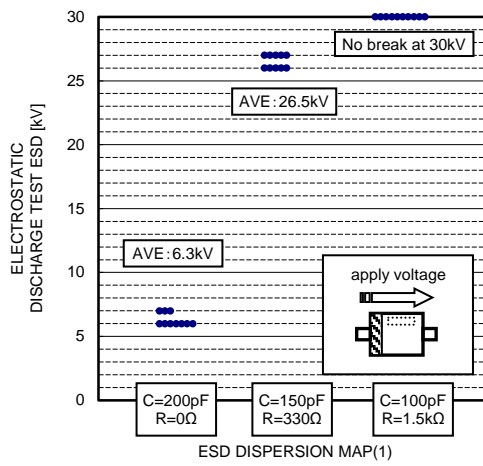 30
25
20
15
10
5
0
ELECTROSTATIC
DISCHARGE TEST ESD [kV]
No break at 30kV
AVE:26.5kV
AVE:6.3kV
apply voltage
C=200pF
R=0Ω
C=150pF
R=330Ω
C=100pF
R=1.5kΩ
ESD DISPERSION MAP(1)